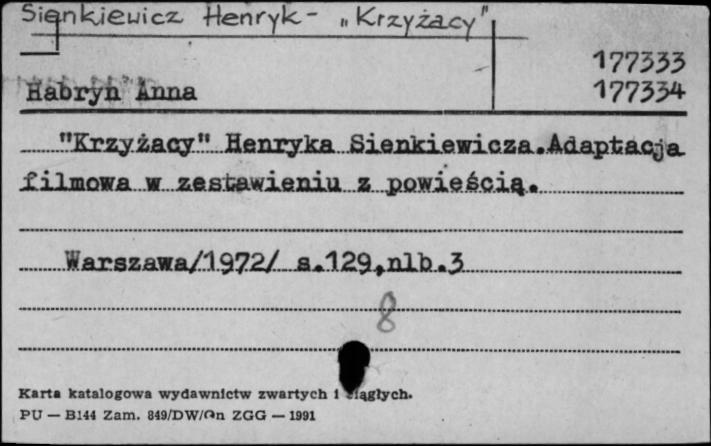 Sienkiewicz Henryk - „Krzyżacy”
177333
Habryn Anna 177334
"Krzyżacy" Henryka Sienkiewicza.Adaptacja
filmowa w zestawieniu z powieścią.
Warszawa/1972/ s.129,nlb.3
8
Karta katalogowa wydawnictw zwartych i ciągłych.
PU — B144 Zam. 849/DW/On ZGG — 1991